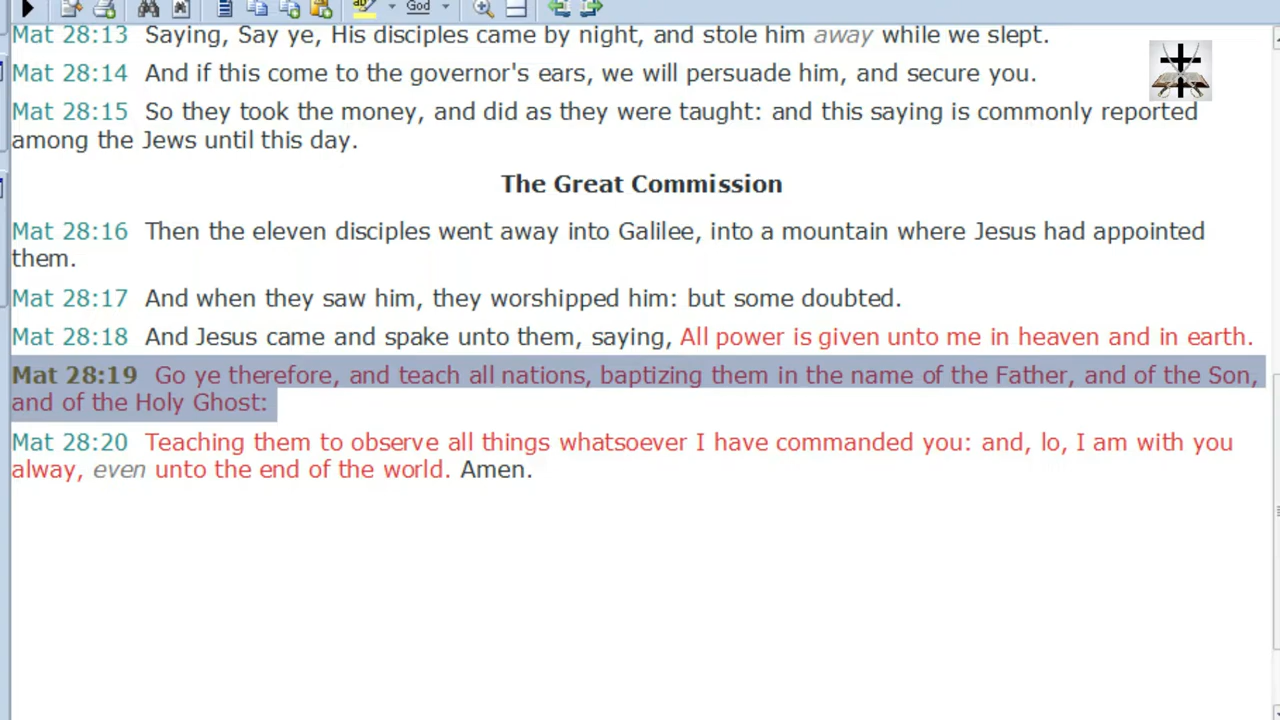 God
Mat 28:13 Saying, Say ye, His disciples came by night, and stole him away while we slept.
Mat 28:14 And if this come to the governor's ears, we will persuade him, and secure you.
Mat 28:15 So they took the money, and did as they were taught: and this saying is commonly reported
among the Jews until this day.
The Great Commission
Mat 28:16 Then the eleven disciples went away into Galilee, into a mountain where Jesus had appointed
them.
Mat 28:17 And when they saw him, they worshipped him: but some doubted.
Mat 28:18 And Jesus came and spake unto them, saying, All power is given unto me in heaven and in earth.
Mat 28:19 Go ye therefore, and teach all nations, baptizing them in the name of the Father, and of the Son,
and of the Holy Ghost:
Mat 28:20 Teaching them to observe all things whatsoever I have commanded you: and, lo, I am with you
alway, even unto the end of the world. Amen.